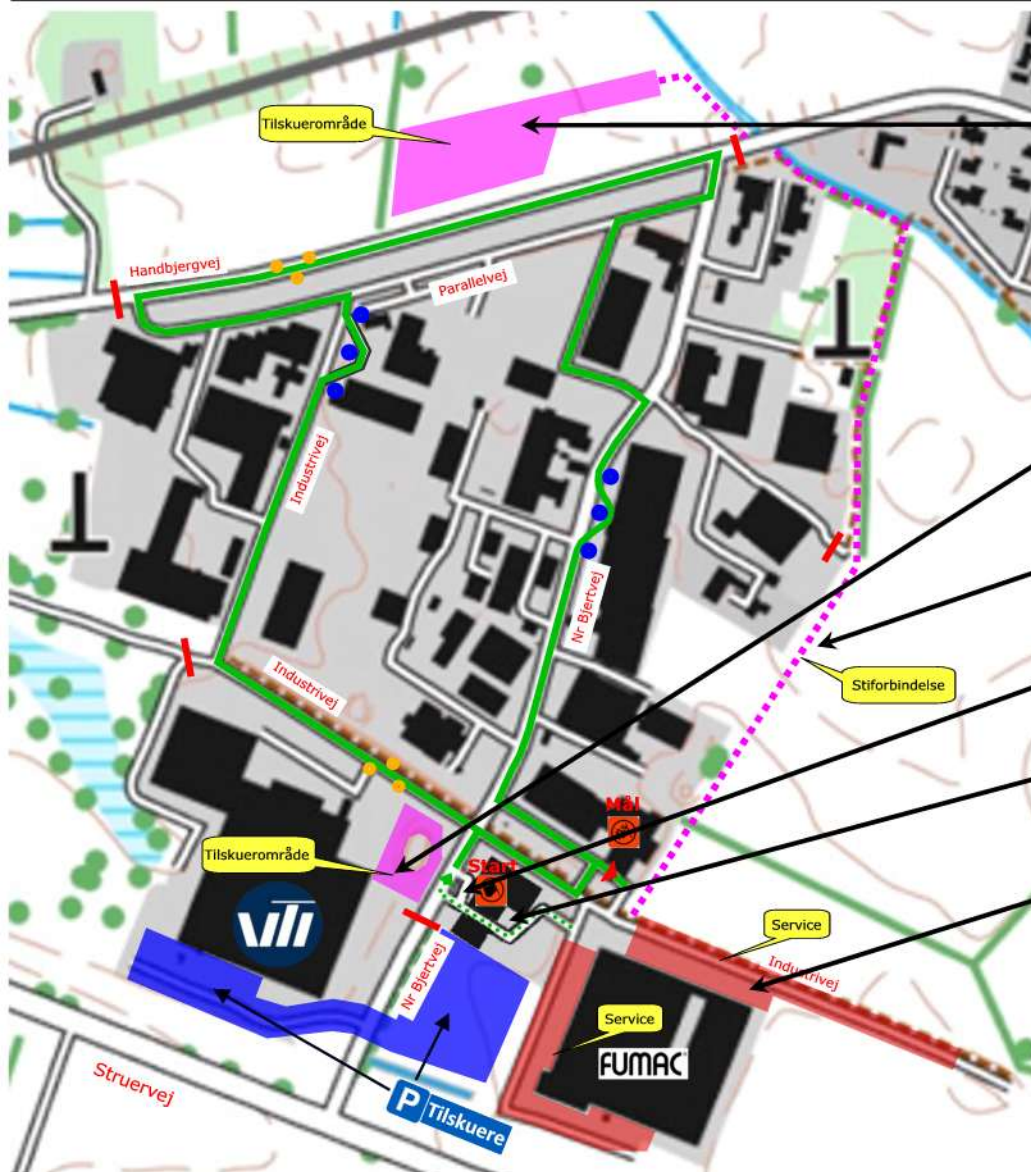 Tilskuerområde
Handbjergvej
Parallelvej
Industrivej
Nr Bjertvej
Industrivej
Stiforbindelse
Mål
Tilskuerområde
Start
Service
Industrivej
Nr Bjertvej
Service
FUMAC
Struervej
P Tilskuere